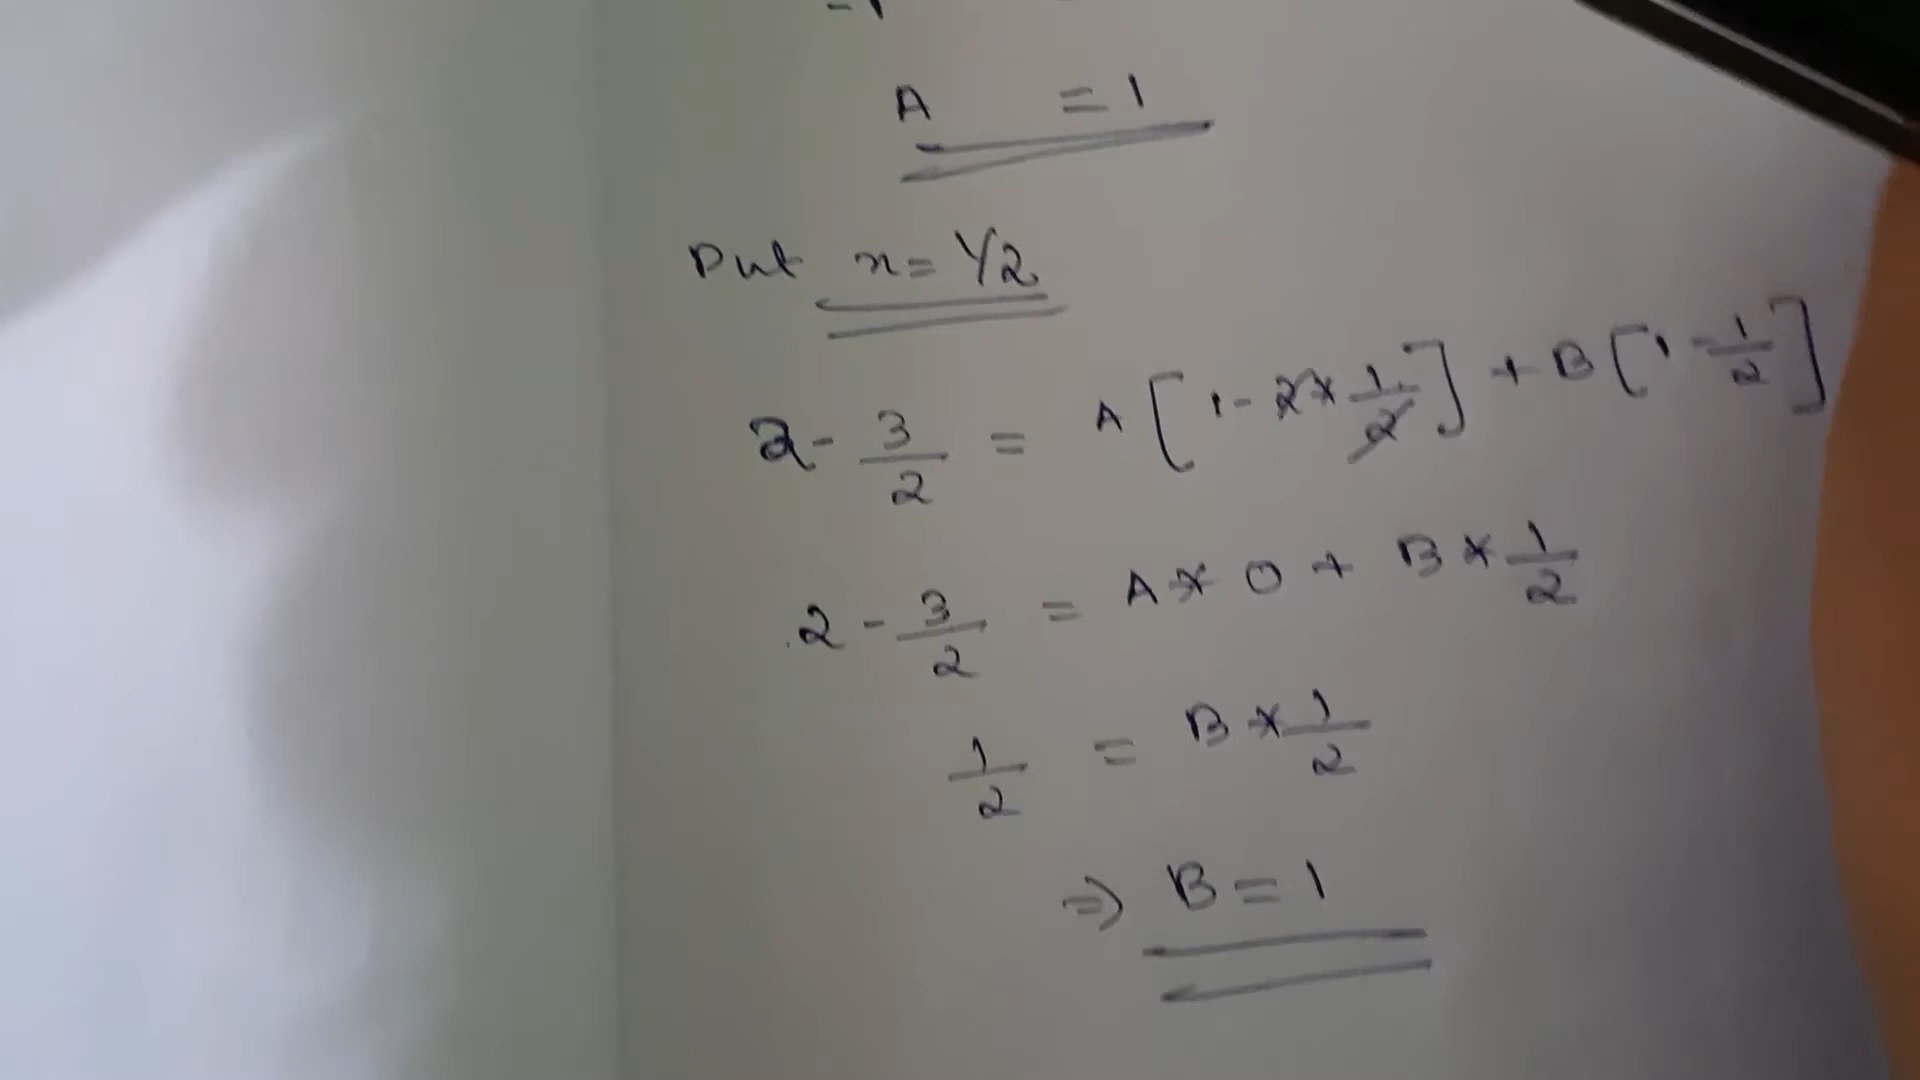 A = 1
Put x = 1/2
2 - 3/2 = A [1 - 2 × 1/2] + B [1 - 1/2]
2 - 3/2 = A × 0 + B × 1/2
1/2 = B × 1/2
⇒ B = 1